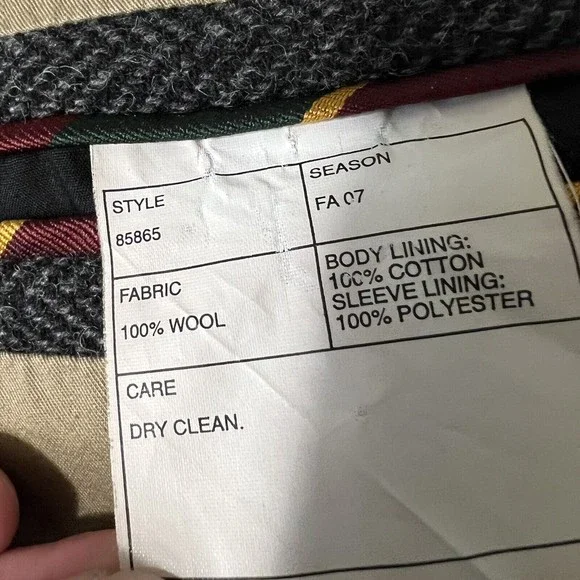 STYLE
85865
SEASON
FA 07
FABRIC
100% WOOL
BODY LINING:
100% COTTON
SLEEVE LINING:
100% POLYESTER
CARE
DRY CLEAN.